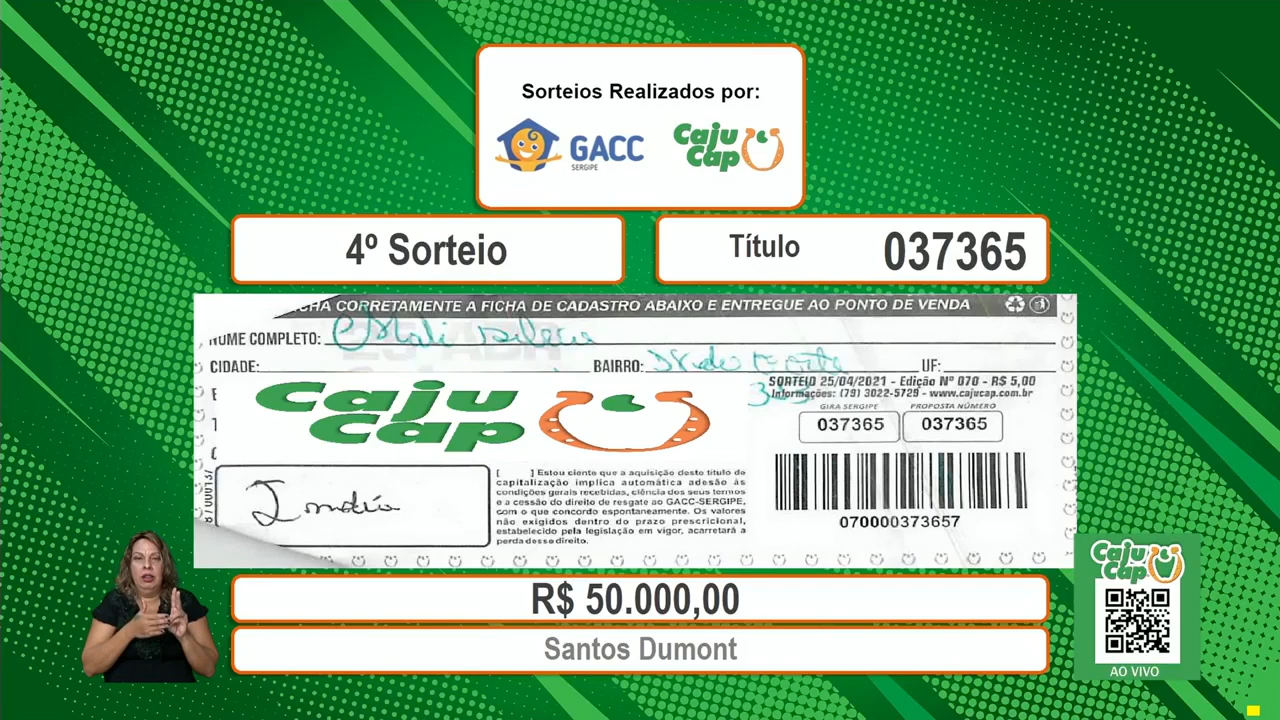 Sorteios Realizados por:
GACC
SERGIPE
Caju
Cap
4º Sorteio
Título
037365
CORRETAMENTE A FICHA DE CADASTRO ABAIXO E ENTREGUE AO PONTO DE VENDA
NOME COMPLETO:
CIDADE: BAIRRO: UF:
SORTEIO 25/04/2021 - Edição Nº 070 - R$ 5,00
Informações: (79) 3022-5729 - www.cajucap.com.br
GIRA SERGIPE
PROPOSTA NÚMERO
037365
037365
Caju
Cap
[ ] Estou ciente que a aquisição deste título de
capitalização implica automática adesão às
condições gerais recebidas, ciência dos seus termos
e a cessão do direito de resgate ao GACC-SERGIPE,
com o que concordo espontaneamente. Os valores
não exigidos dentro do prazo prescricional,
estabelecido pela legislação em vigor, acarretará a
perda desse direito.
070000373657
R$ 50.000,00
Santos Dumont
Caju
Cap
AO VIVO